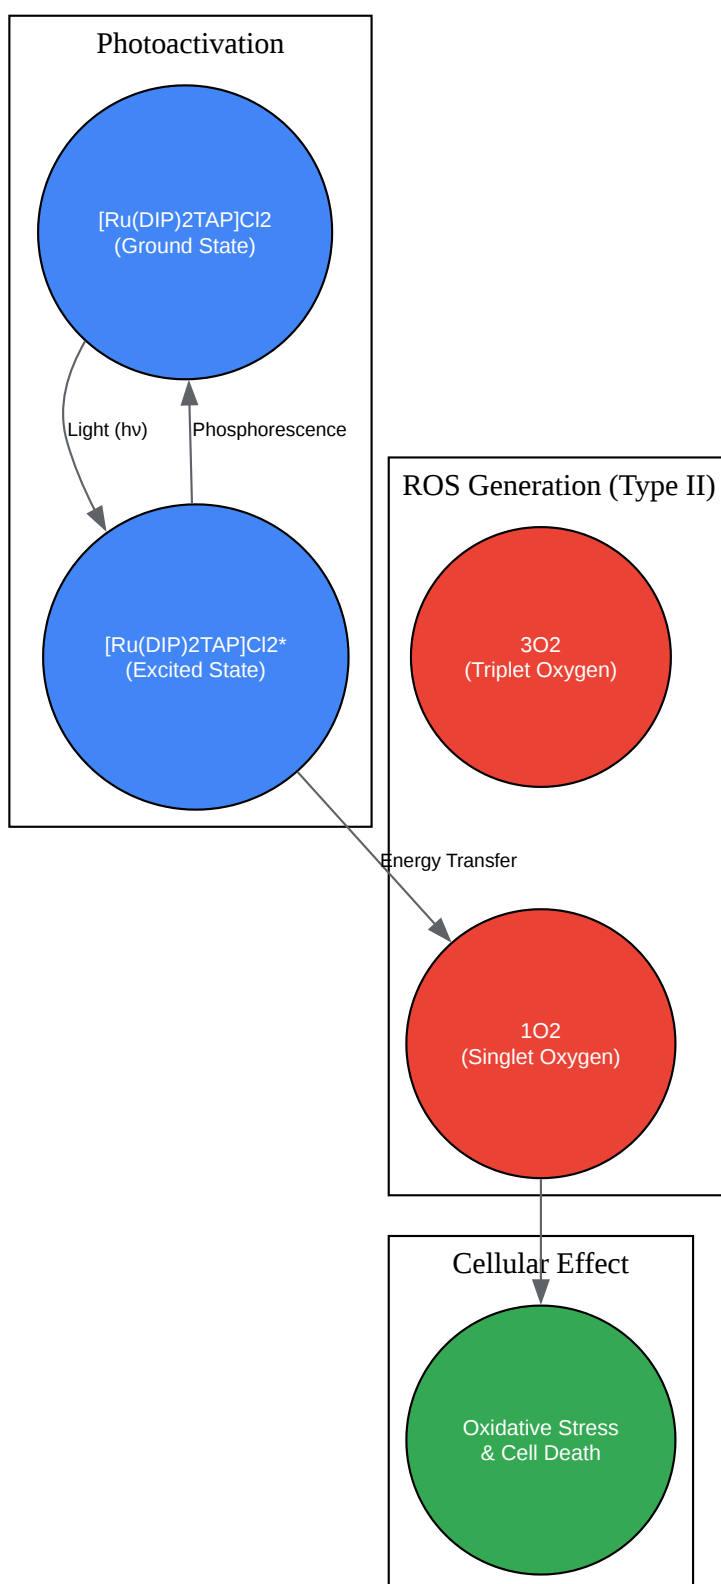 Photoactivation
[Ru(DIP)2TAP]Cl2
(Ground State)
Light (hν)
Phosphorescence
[Ru(DIP)2TAP]Cl2*
(Excited State)
ROS Generation (Type II)
3O2
(Triplet Oxygen)
Energy Transfer
1O2
(Singlet Oxygen)
Cellular Effect
Oxidative Stress
& Cell Death